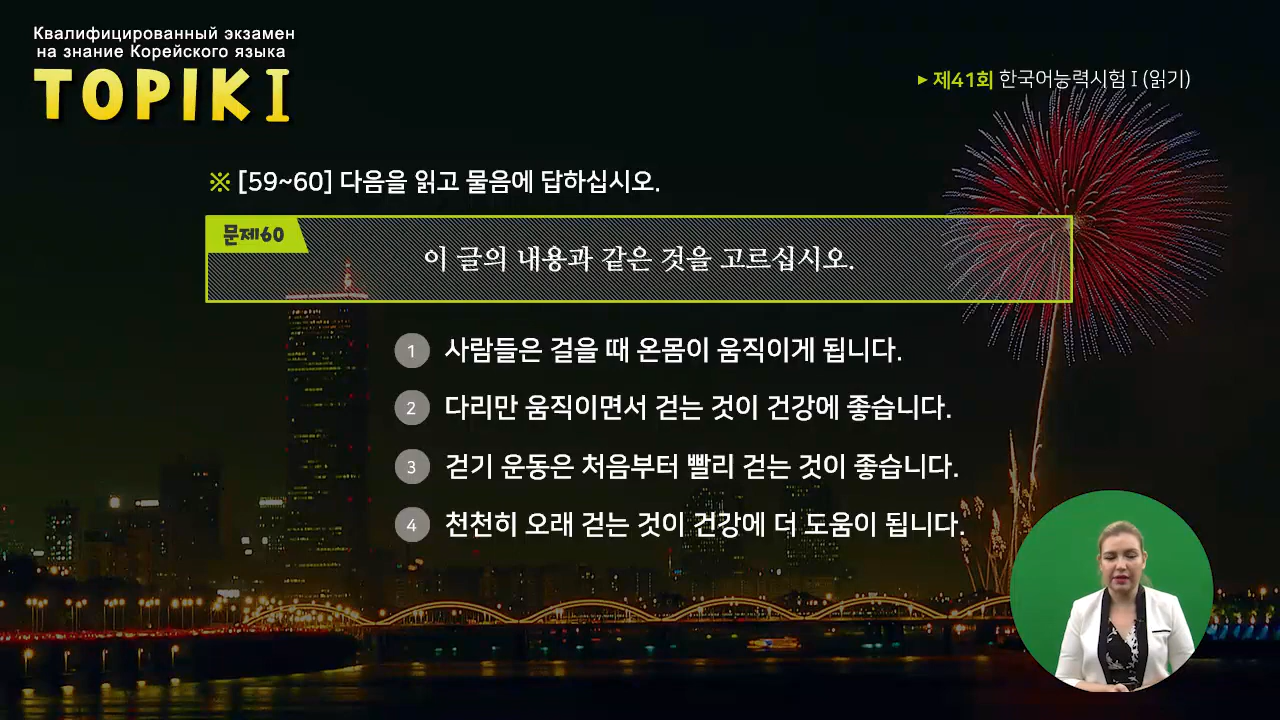 Квалифицированный экзамен
на знание Корейского языка
TOPIK I
▶ 제41회 한국어능력시험 I (읽기)
※ [59~60] 다음을 읽고 물음에 답하십시오.
문제60
이 글의 내용과 같은 것을 고르십시오.
1 사람들은 걸을 때 온몸이 움직이게 됩니다.
2 다리만 움직이면서 걷는 것이 건강에 좋습니다.
3 걷기 운동은 처음부터 빨리 걷는 것이 좋습니다.
4 천천히 오래 걷는 것이 건강에 더 도움이 됩니다.